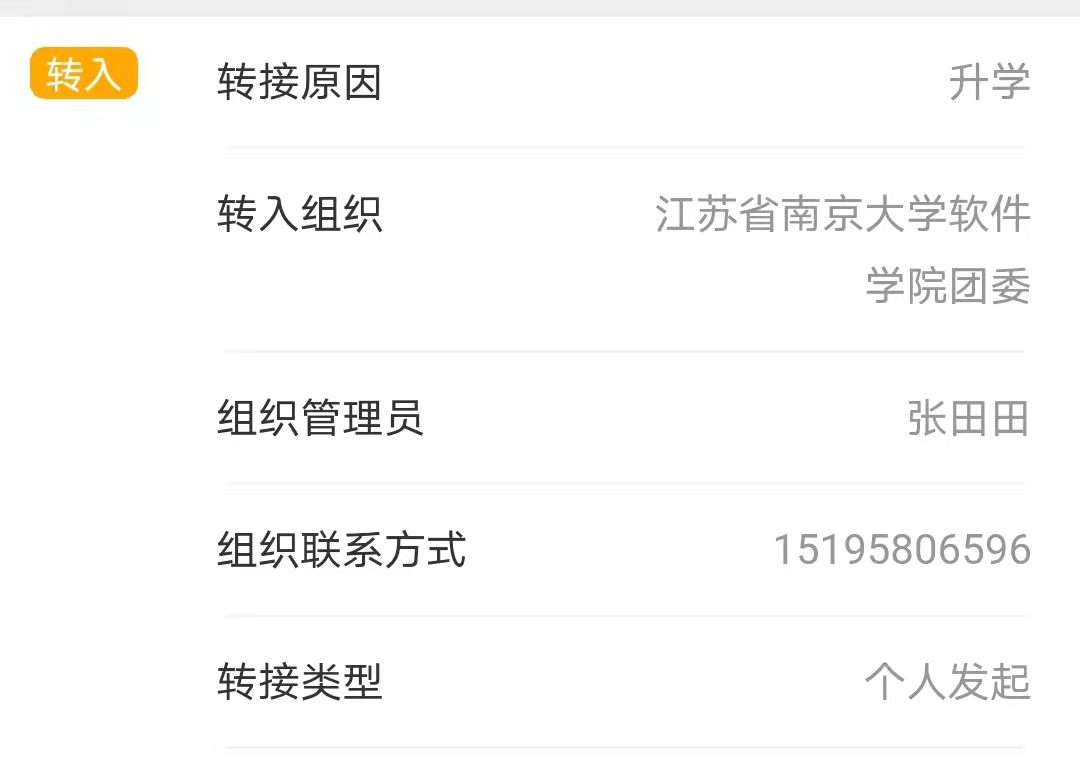 转入
转接原因 升学
转入组织 江苏省南京大学软件
学院团委
组织管理员 张田田
组织联系方式 15195806596
转接类型 个人发起